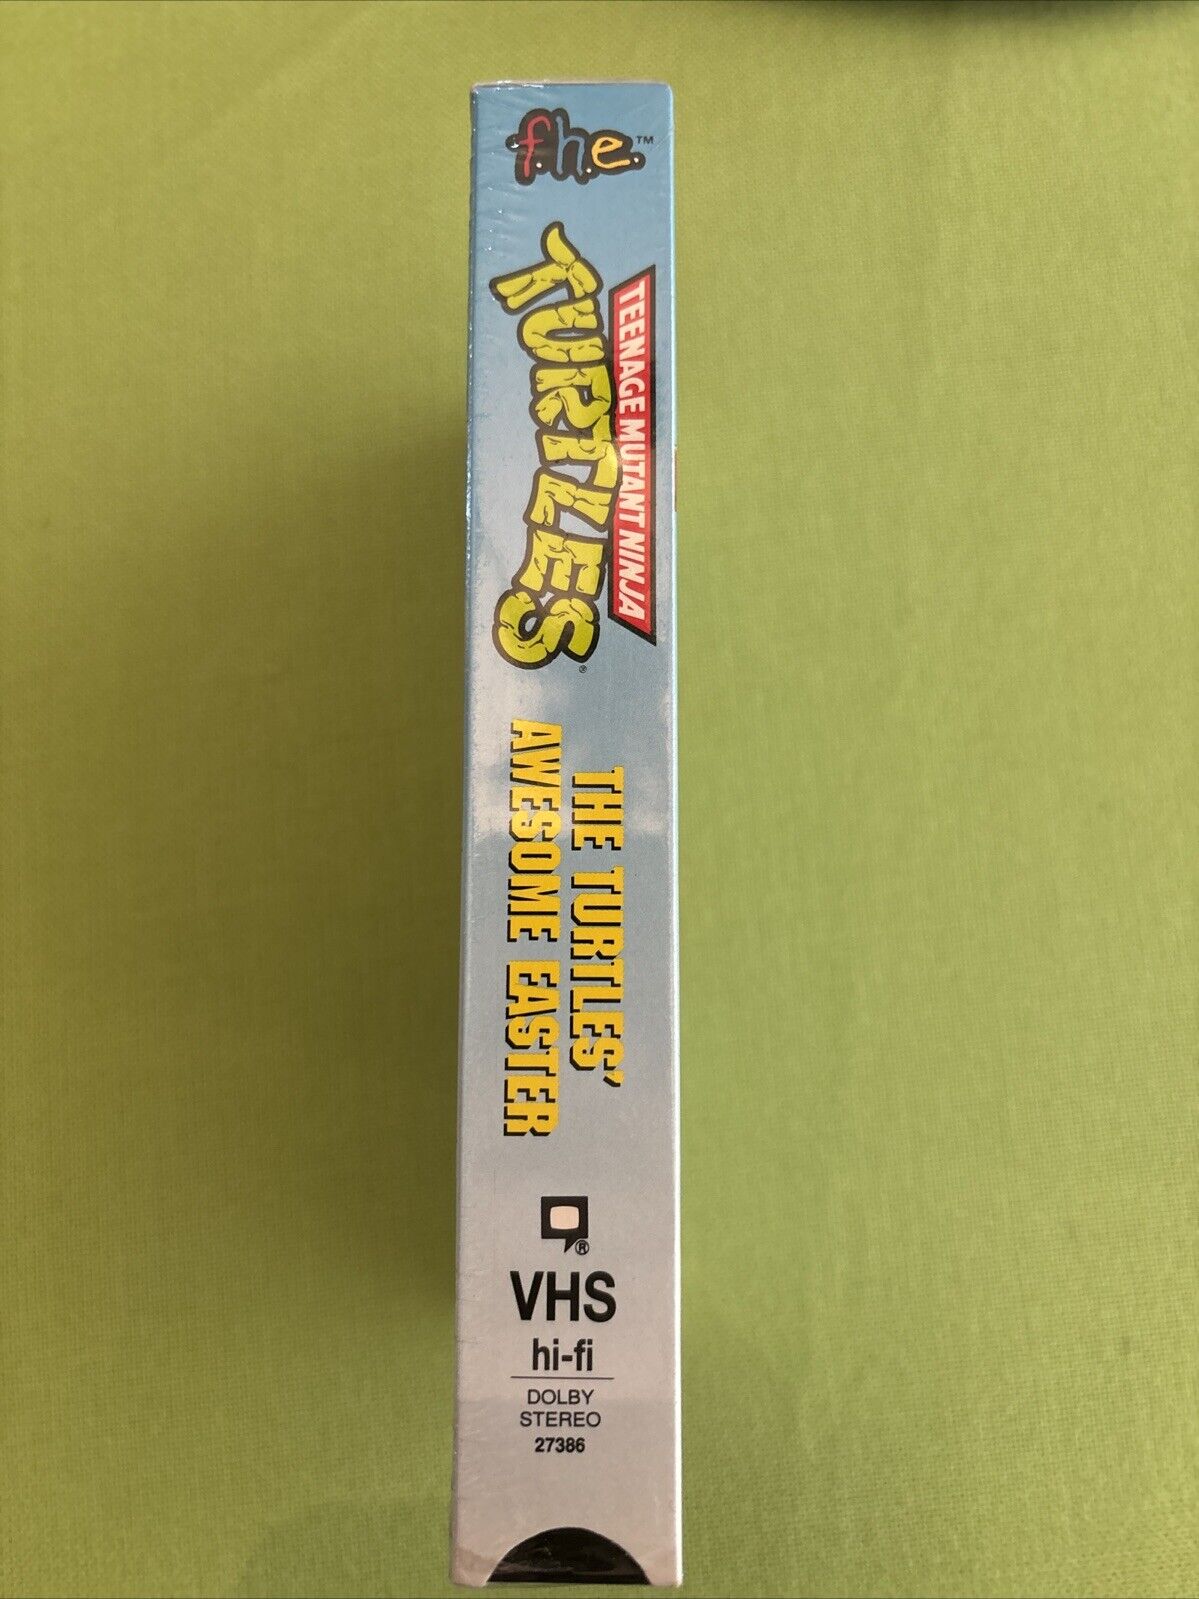 f.h.e.™
TEENAGE MUTANT NINJA
TURTLES®
THE TURTLES'
AWESOME EASTER
®
VHS
hi-fi
DOLBY
STEREO
27386